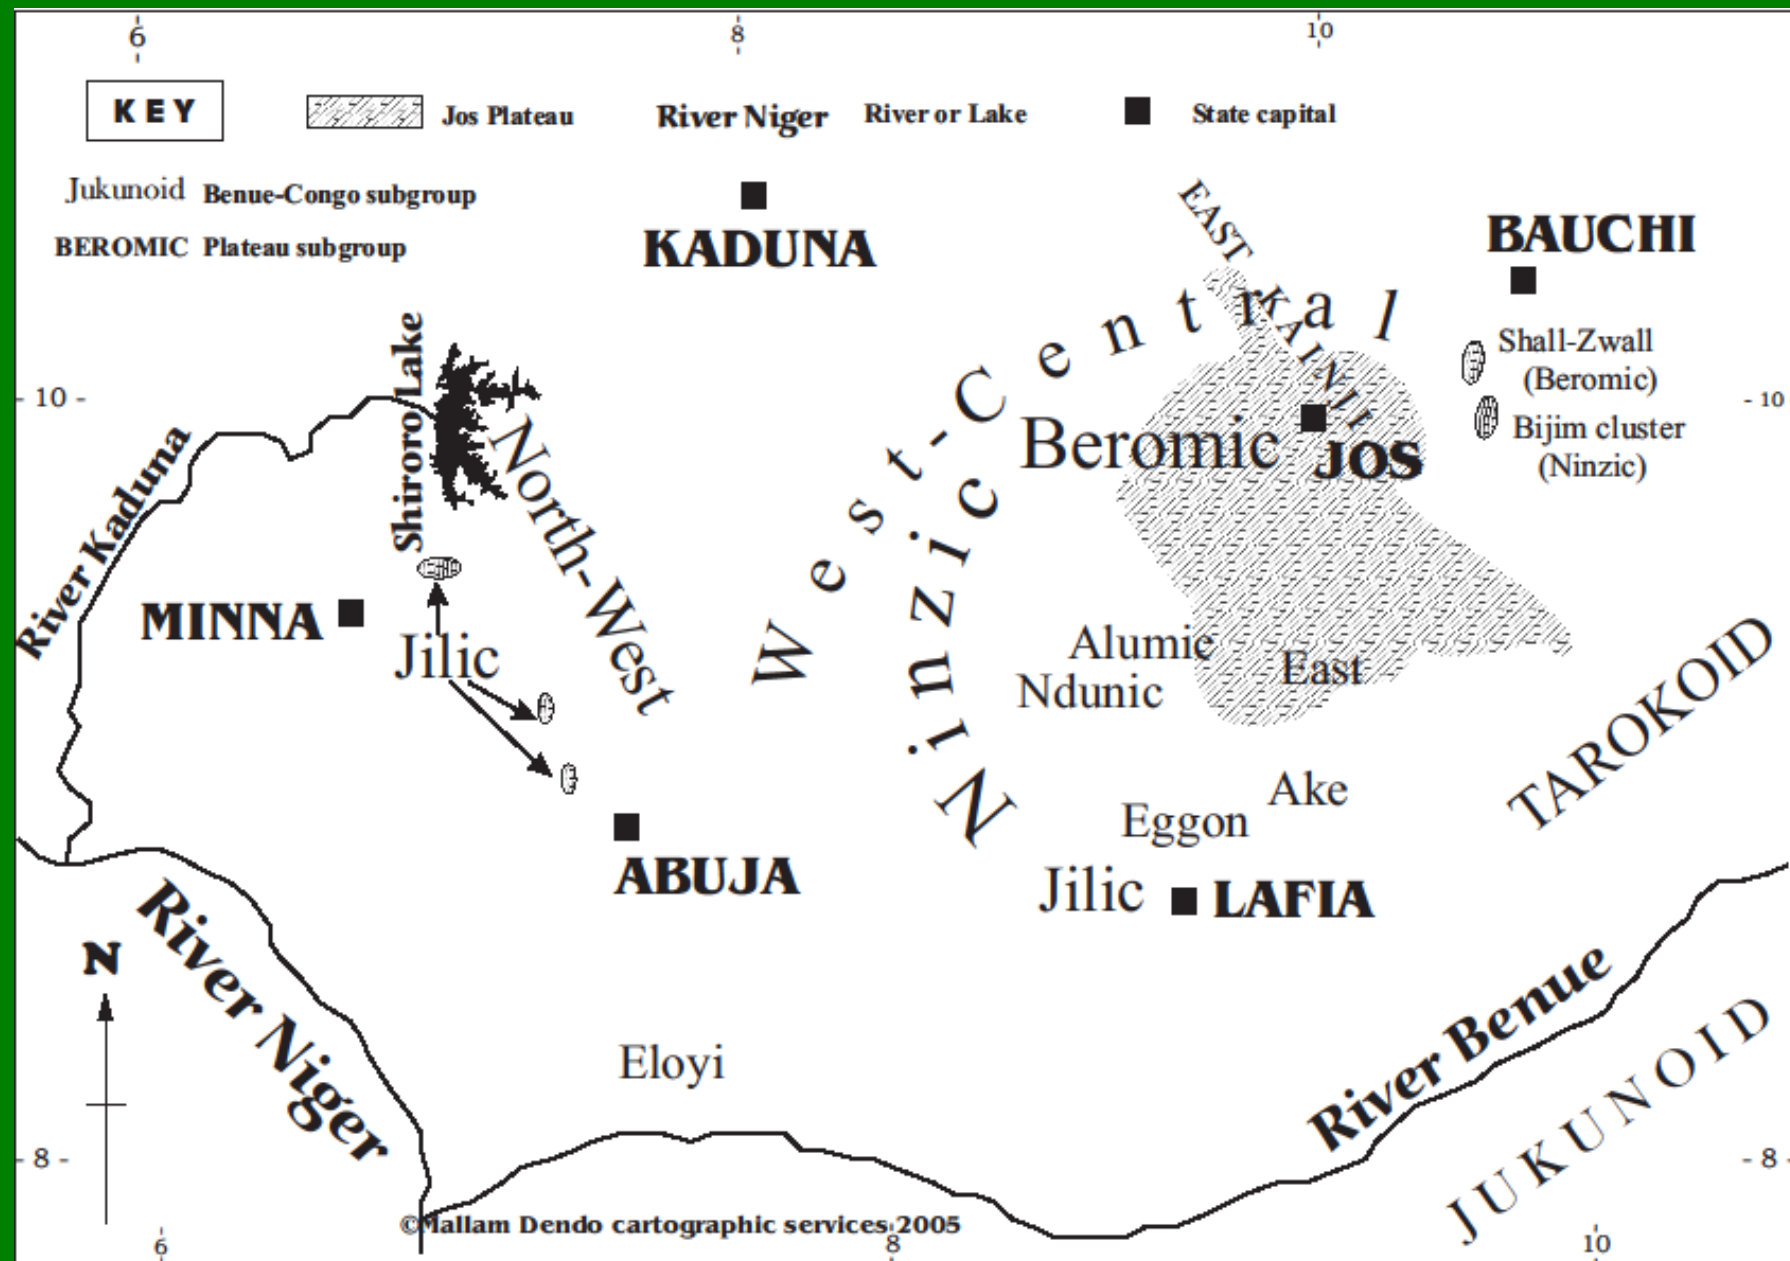 6
8
10
KEY
Jos Plateau
River Niger
River or Lake
State capital
Jukunoid
Benue-Congo subgroup
BEROMIC
Plateau subgroup
KADUNA
EAST KAINJI
BAUCHI
Shall-Zwall
(Beromic)
Bijim cluster
(Ninzic)
- 10 -
- 10
River Kaduna
Shiroro Lake
North-West
West-Central
Ninzic
Beromic
JOS
MINNA
Jilic
Alumic
Ndunic
East
TAROKOID
Ake
Eggon
ABUJA
Jilic
LAFIA
River Niger
N
Eloyi
River Benue
JUKUNOID
- 8 -
- 8
©Mallam Dendo cartographic services 2005
6
8
10